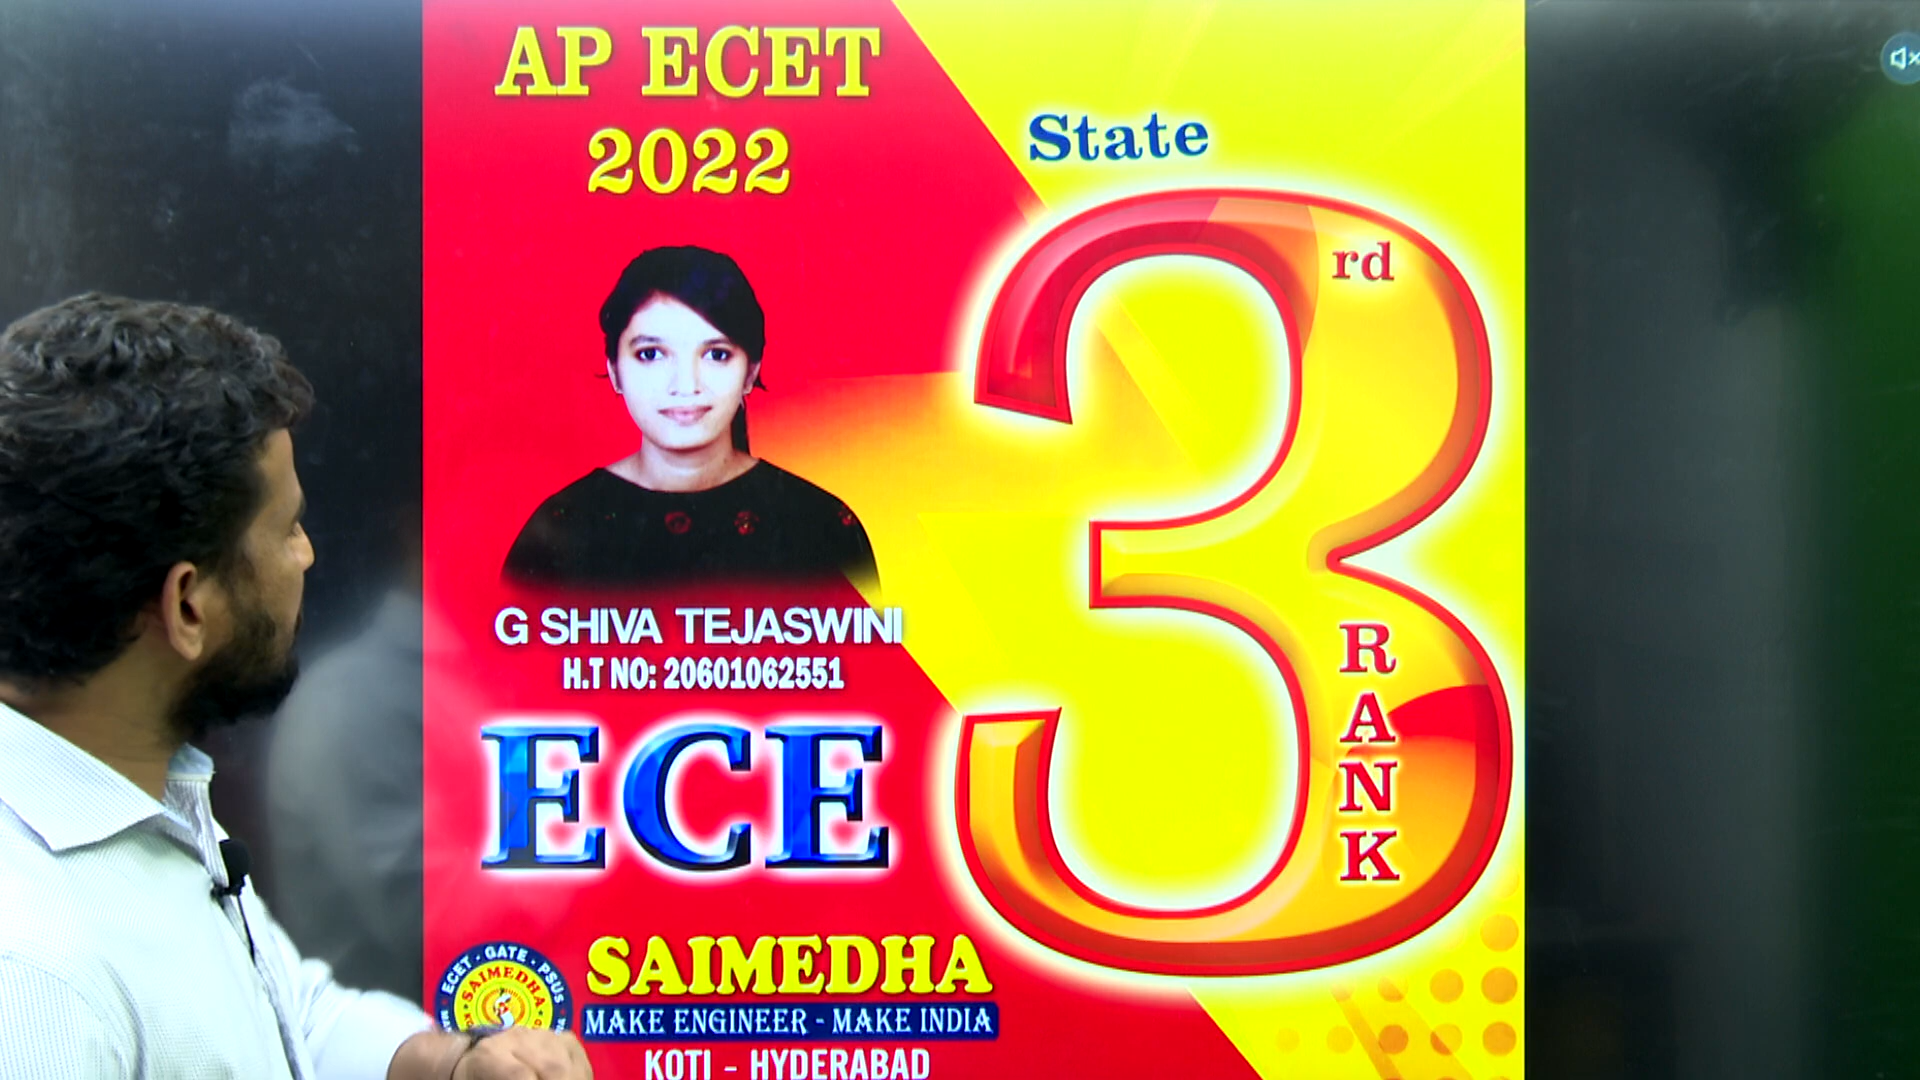 AP ECET
2022
State
3
rd
RANK
G SHIVA TEJASWINI
H.T NO: 20601062551
ECE
ECET · GATE · PSUs
SAIMEDHA
SAIMEDHA
MAKE ENGINEER - MAKE INDIA
KOTI - HYDERABAD